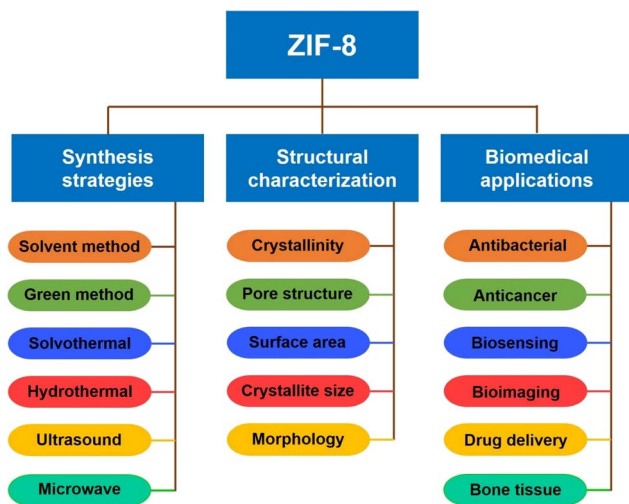 ZIF-8
Synthesis
strategies
Structural
characterization
Biomedical
applications
Solvent method
Green method
Solvothermal
Hydrothermal
Ultrasound
Microwave
Crystallinity
Pore structure
Surface area
Crystallite size
Morphology
Antibacterial
Anticancer
Biosensing
Bioimaging
Drug delivery
Bone tissue